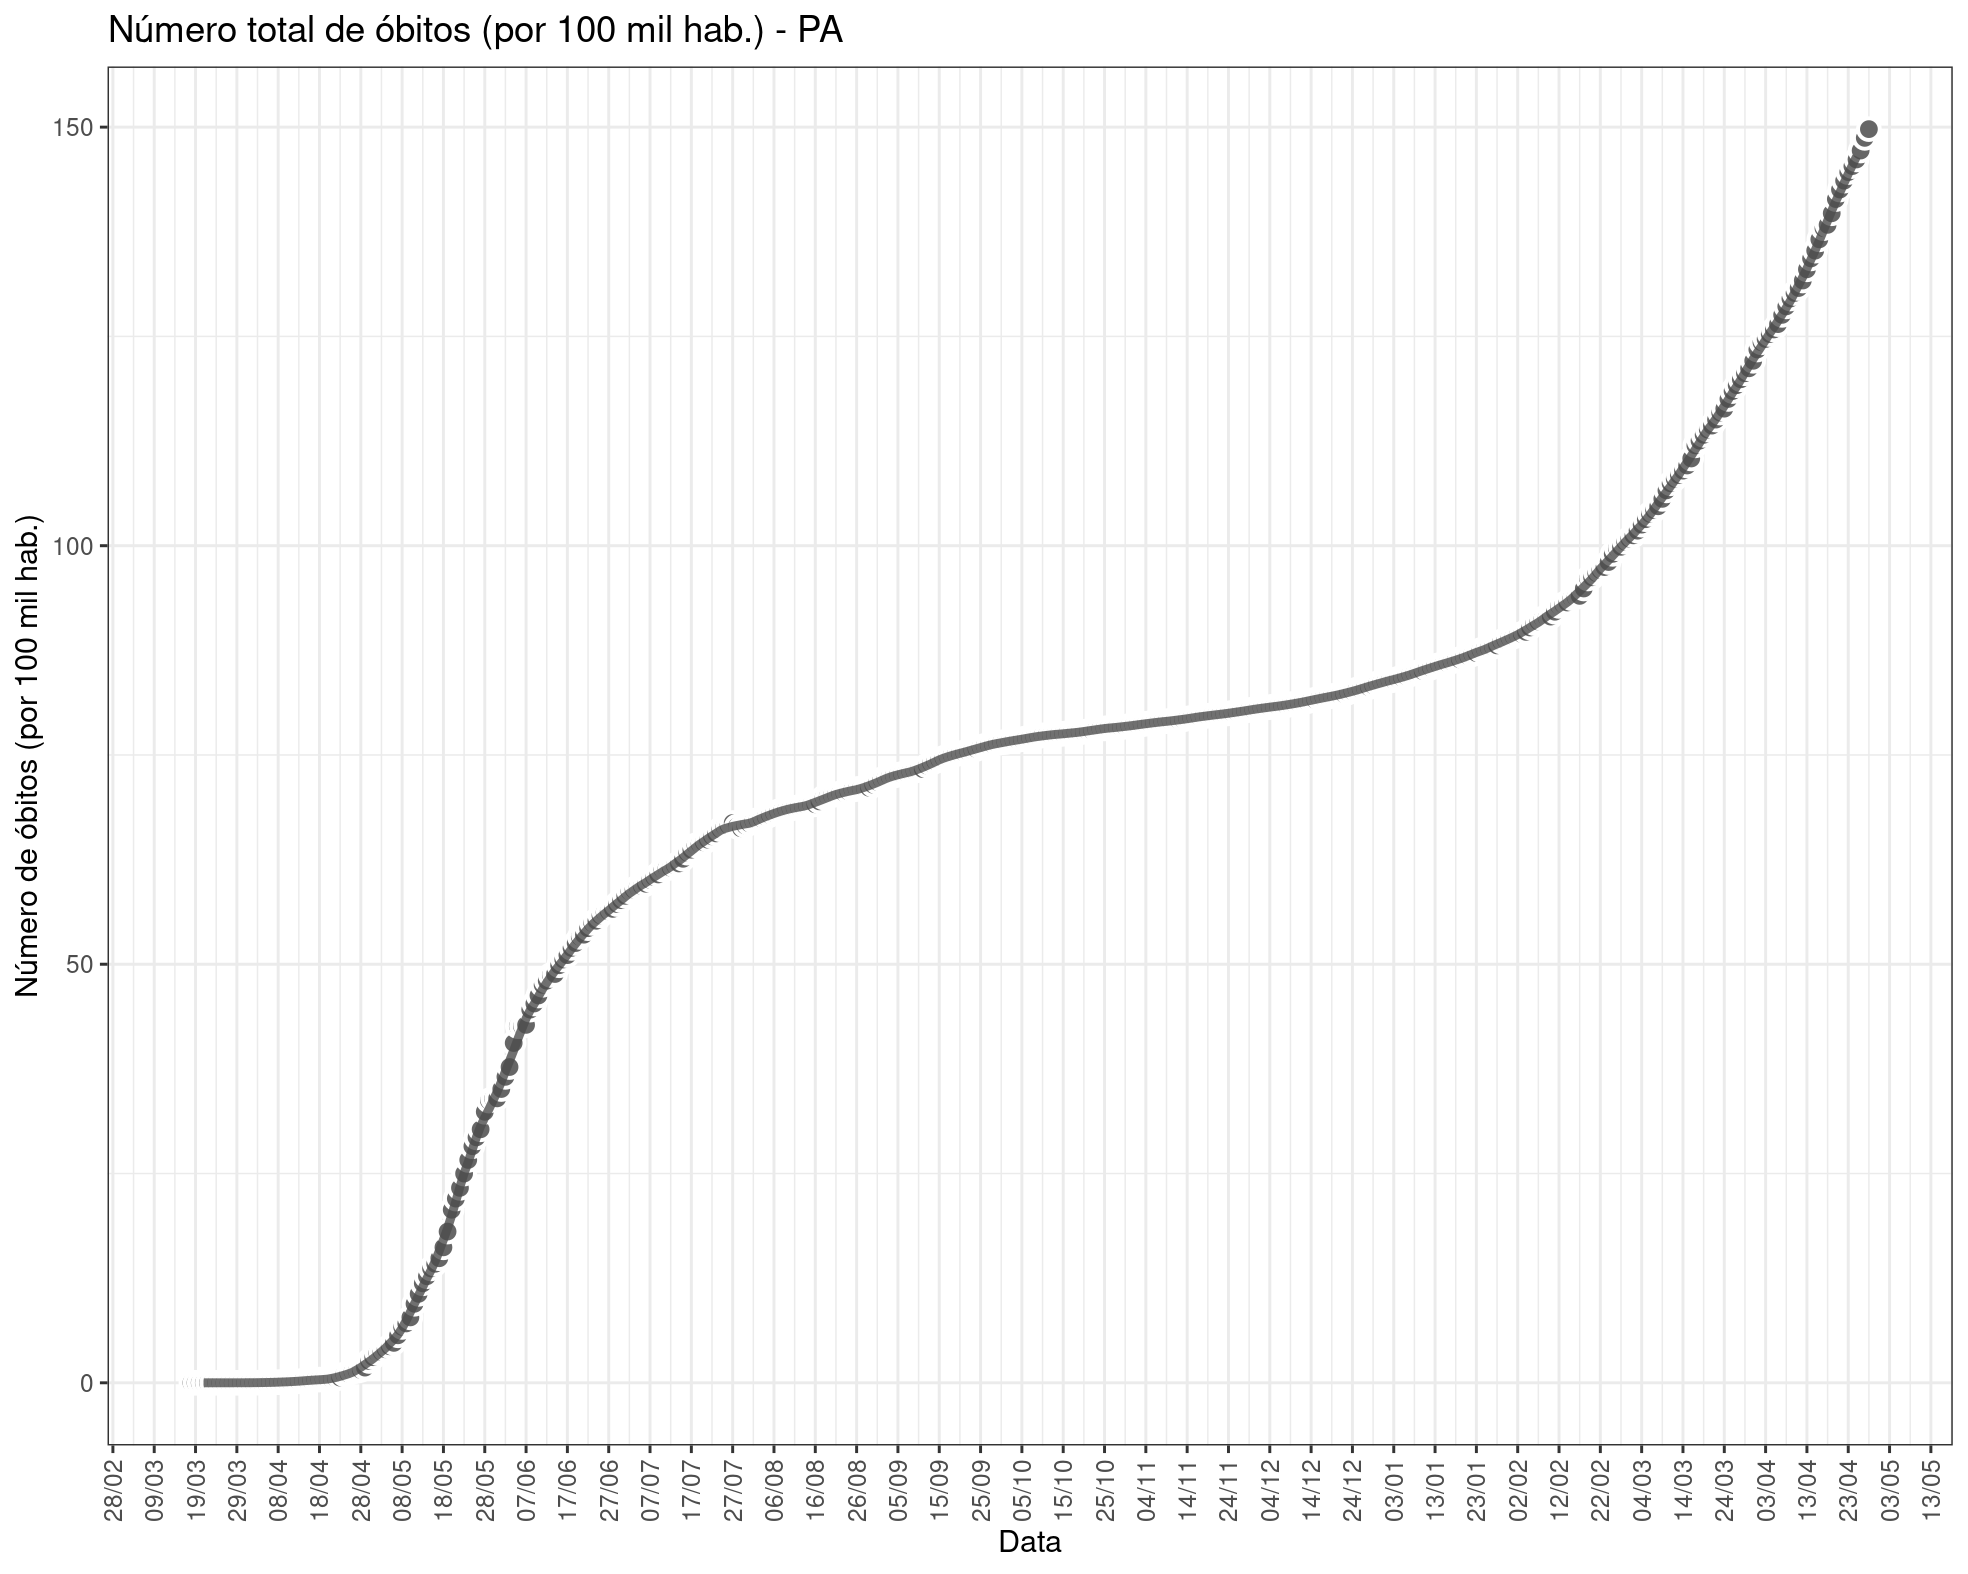 Número total de óbitos (por 100 mil hab.) - PA
Número de óbitos (por 100 mil hab.)
150
100
50
0
28/02 09/03 19/03 29/03 08/04 18/04 28/04 08/05 18/05 28/05 07/06 17/06 27/06 07/07 17/07 27/07 06/08 16/08 26/08 05/09 15/09 25/09 05/10 15/10 25/10 04/11 14/11 24/11 04/12 14/12 24/12 03/01 13/01 23/01 02/02 12/02 22/02 04/03 14/03 24/03 03/04 13/04 23/04 03/05 13/05
Data